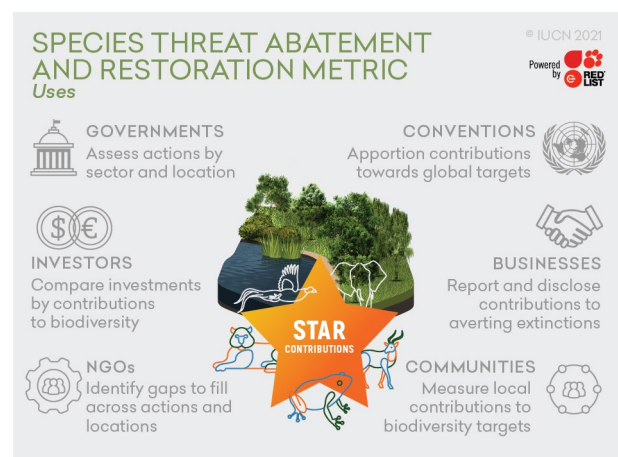 SPECIES THREAT ABATEMENT
AND RESTORATION METRIC
Uses
© IUCN 2021
Powered
by
RED
LIST
GOVERNMENTS
Assess actions by
sector and location
CONVENTIONS
Apportion contributions
towards global targets
INVESTORS
Compare investments
by contributions
to biodiversity
BUSINESSES
Report and disclose
contributions to
averting extinctions
STAR
CONTRIBUTIONS
NGOs
Identify gaps to fill
across actions and
locations
COMMUNITIES
Measure local
contributions to
biodiversity targets